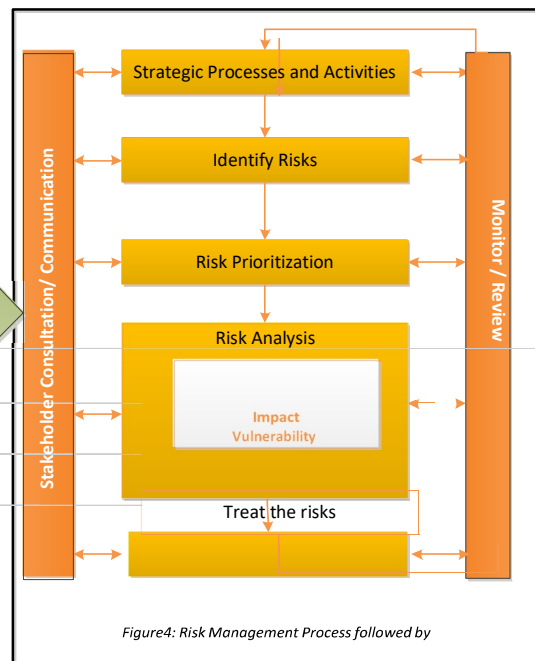 Strategic Processes and Activities
Identify Risks
Risk Prioritization
Risk Analysis
Impact
Vulnerability
Treat the risks
Stakeholder Consultation/ Communication
Monitor / Review
Figure4: Risk Management Process followed by